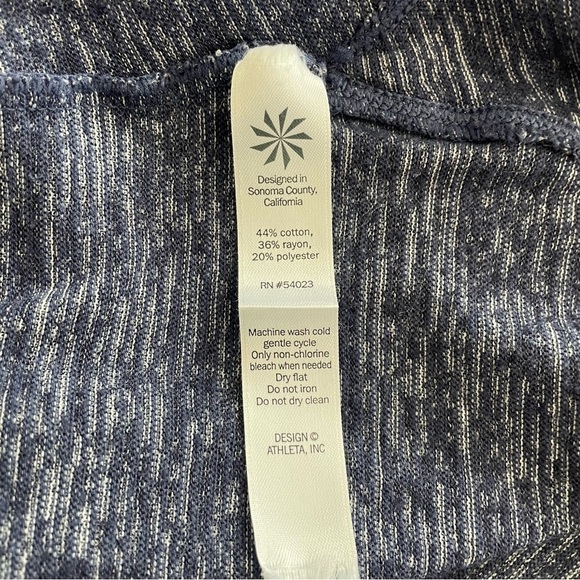 Designed in
Sonoma County,
California
44% cotton,
36% rayon,
20% polyester
RN #54023
Machine wash cold
gentle cycle
Only non-chlorine
bleach when needed
Dry flat
Do not iron
Do not dry clean
DESIGN ©
ATHLETA, INC